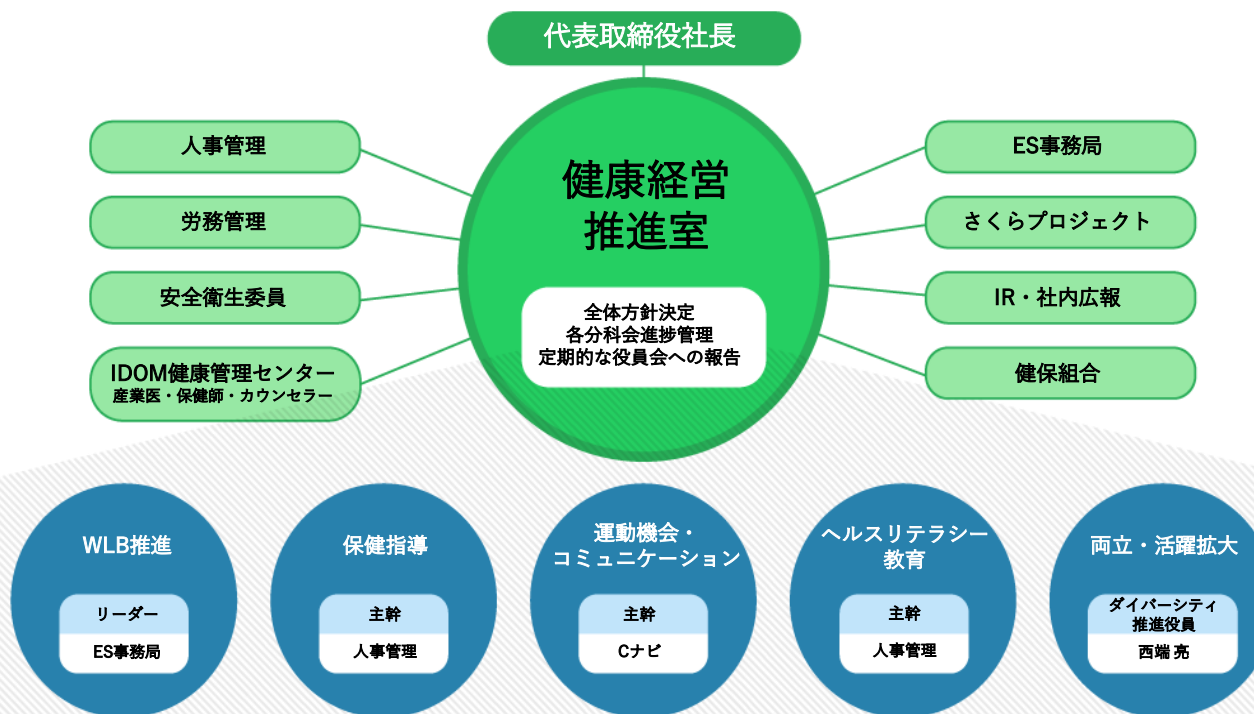 代表取締役社長
健康経営
推進室
全体方針決定
各分科会進捗管理
定期的な役員会への報告
人事管理
労務管理
安全衛生委員
IDOM健康管理センター
産業医・保健師・カウンセラー
ES事務局
さくらプロジェクト
IR・社内広報
健保組合
WLB推進
リーダー
ES事務局
保健指導
主幹
人事管理
運動機会・
コミュニケーション
主幹
Cナビ
ヘルスリテラシー
教育
主幹
人事管理
両立・活躍拡大
ダイバーシティ
推進役員
西端 亮